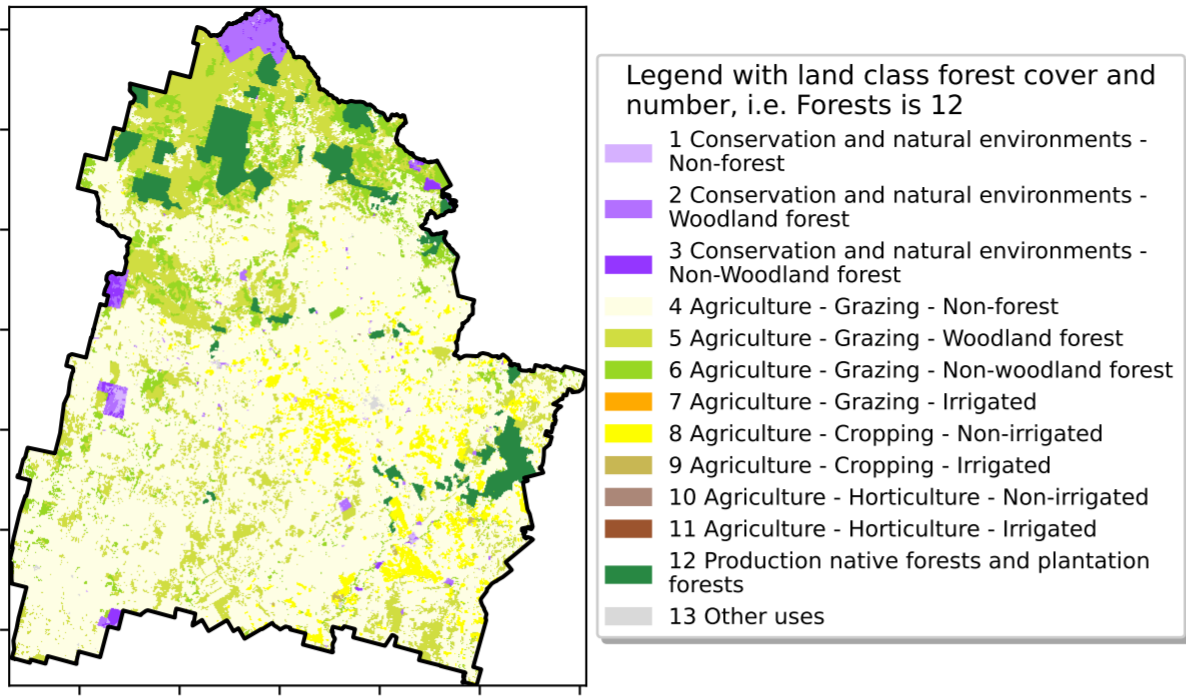 Legend with land class forest cover and
number, i.e. Forests is 12
1 Conservation and natural environments -
Non-forest
2 Conservation and natural environments -
Woodland forest
3 Conservation and natural environments -
Non-Woodland forest
4 Agriculture - Grazing - Non-forest
5 Agriculture - Grazing - Woodland forest
6 Agriculture - Grazing - Non-woodland forest
7 Agriculture - Grazing - Irrigated
8 Agriculture - Cropping - Non-irrigated
9 Agriculture - Cropping - Irrigated
10 Agriculture - Horticulture - Non-irrigated
11 Agriculture - Horticulture - Irrigated
12 Production native forests and plantation
forests
13 Other uses